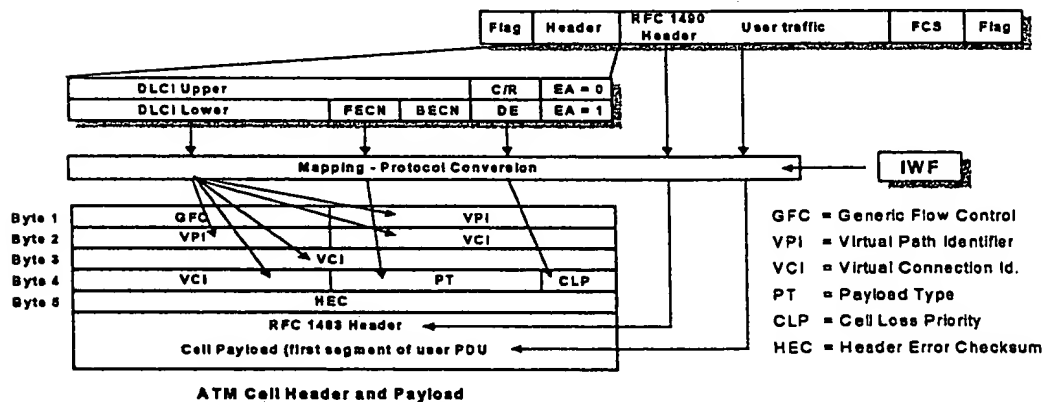 Flag Header RFC 1490 Header User traffic FCS Flag
DLCI Upper C/R EA = 0
DLCI Lower FECN BECN DE EA = 1
Mapping - Protocol Conversion
IWF
Byte 1 GFC VPI
Byte 2 VPI VCI
Byte 3 VCI
Byte 4 VCI PT CLP
Byte 5 HEC
RFC 1483 Header
Cell Payload (first segment of user PDU
GFC = Generic Flow Control
VPI = Virtual Path Identifier
VCI = Virtual Connection Id.
PT = Payload Type
CLP = Cell Loss Priority
HEC = Header Error Checksum
ATM Cell Header and Payload